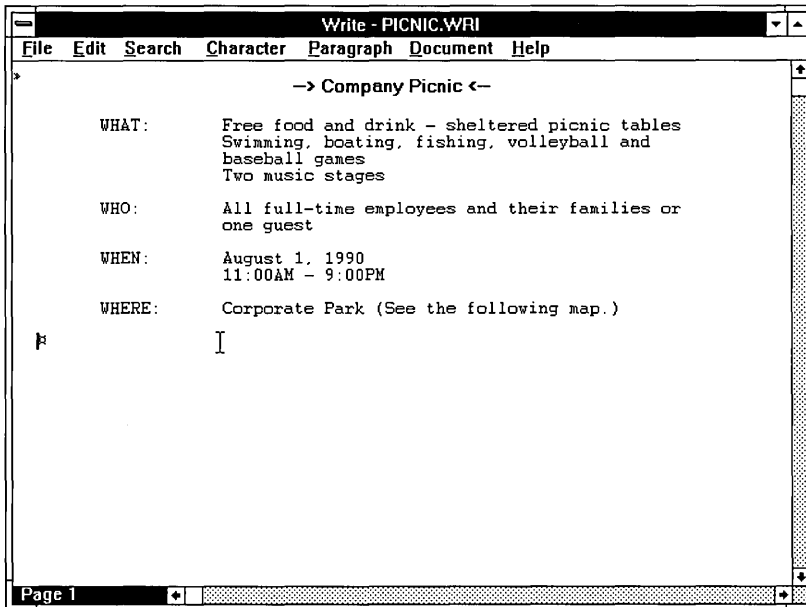 Write - PICNIC.WRI
File Edit Search Character Paragraph Document Help
—> Company Picnic <—
WHAT: Free food and drink — sheltered picnic tables
Swimming, boating, fishing, volleyball and
baseball games
Two music stages
WHO: All full-time employees and their families or
one guest
WHEN: August 1, 1990
11:00AM — 9:00PM
WHERE: Corporate Park (See the following map.)
Page 1